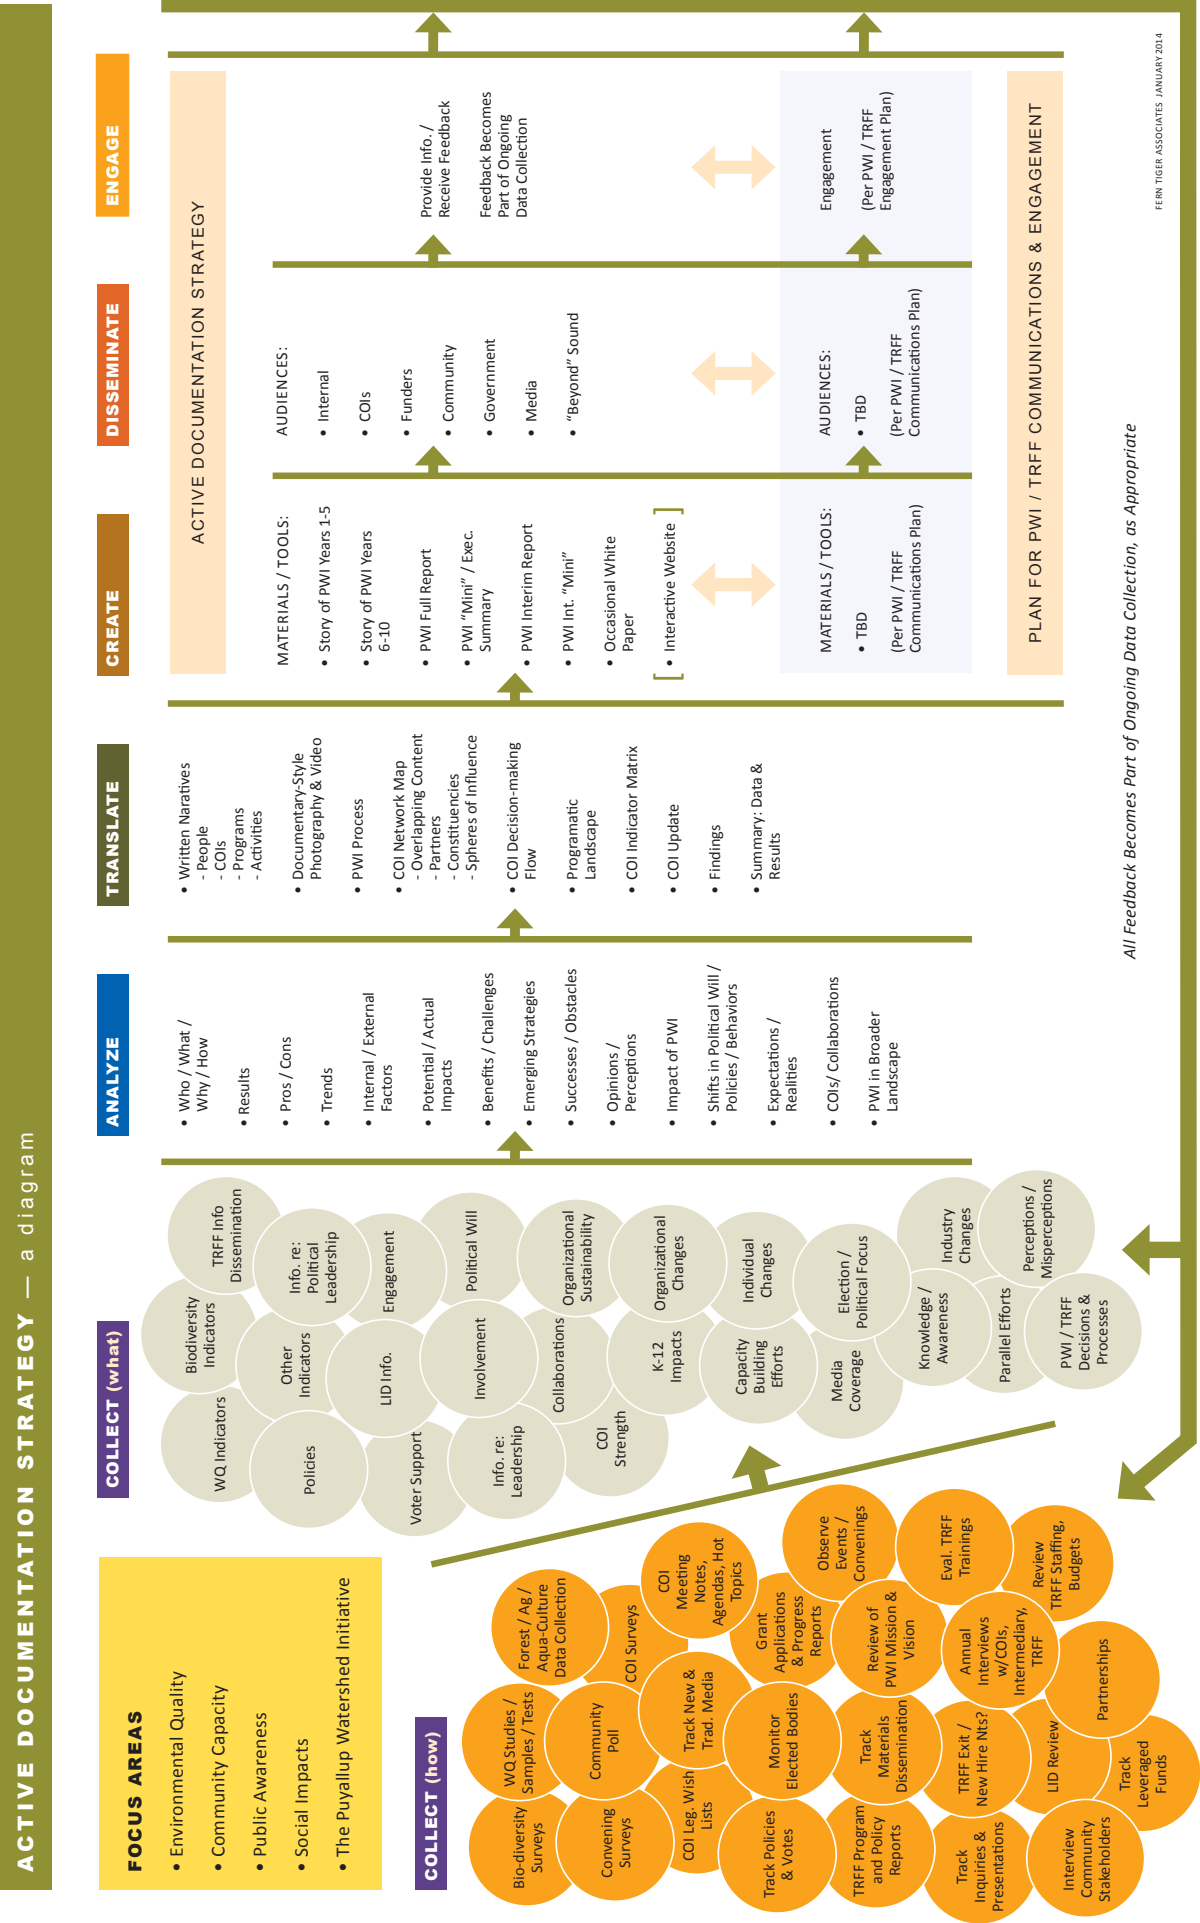 ACTIVE DOCUMENTATION STRATEGY — a diagram
FOCUS AREAS
• Environmental Quality
• Community Capacity
• Public Awareness
• Social Impacts
• The Puyallup Watershed Initiative
COLLECT (how)
Bio-diversity
Surveys
WQ Studies /
Samples / Tests
Forest / Ag /
Aqua-Culture
Data Collection
Convening
Surveys
Community
Poll
COI Surveys
COI
Meeting
Notes,
Agendas, Hot
Topics
COI Leg. Wish
Lists
Track New &
Trad. Media
Grant
Applications
& Progress
Reports
Observe
Events /
Convenings
Track Policies
& Votes
Monitor
Elected Bodies
Review of
PWI Mission &
Vision
Eval. TRFF
Trainings
TRFF Program
and Policy
Reports
Track
Materials
Dissemination
Annual
Interviews
w/COIs,
Intermediary,
TRFF
Review
TRFF Staffing,
Budgets
Track
Inquiries &
Presentations
TRFF Exit /
New Hire Nts?
LID Review
Partnerships
Interview
Community
Stakeholders
Track
Leveraged
Funds
COLLECT (what)
WQ Indicators
Biodiversity
Indicators
TRFF Info
Dissemination
Policies
Other
Indicators
Info. re:
Political
Leadership
Voter Support
LID Info.
Engagement
Info. re:
Leadership
Involvement
Political Will
COI
Strength
Collaborations
Organizational
Sustainability
K-12
Impacts
Organizational
Changes
Capacity
Building
Efforts
Individual
Changes
Media
Coverage
Election /
Political Focus
Knowledge /
Awareness
Industry
Changes
Parallel Efforts
Perceptions /
Misperceptions
PWI / TRFF
Decisions &
Processes
ANALYZE
• Who / What /
Why / How
• Results
• Pros / Cons
• Trends
• Internal / External
Factors
• Potential / Actual
Impacts
• Benefits / Challenges
• Emerging Strategies
• Successes / Obstacles
• Opinions /
Perceptions
• Impact of PWI
• Shifts in Political Will /
Policies / Behaviors
• Expectations /
Realities
• COIs/ Collaborations
• PWI in Broader
Landscape
TRANSLATE
• Written Naratives
- People
- COIs
- Programs
- Activities
• Documentary-Style
Photography & Video
• PWI Process
• COI Network Map
- Overlapping Content
- Partners
- Constituencies
- Spheres of Influence
• COI Decision-making
Flow
• Programatic
Landscape
• COI Indicator Matrix
• COI Update
• Findings
• Summary: Data &
Results
CREATE
DISSEMINATE
ENGAGE
ACTIVE DOCUMENTATION STRATEGY
MATERIALS / TOOLS:
• Story of PWI Years 1-5
• Story of PWI Years
6-10
• PWI Full Report
• PWI “Mini” / Exec.
Summary
• PWI Interim Report
• PWI Int. “Mini”
• Occasional White
Paper
[ • Interactive Website ]
AUDIENCES:
• Internal
• COIs
• Funders
• Community
• Government
• Media
• “Beyond” Sound
Provide Info. /
Receive Feedback
Feedback Becomes
Part of Ongoing
Data Collection
MATERIALS / TOOLS:
• TBD
(Per PWI / TRFF
Communications Plan)
AUDIENCES:
• TBD
(Per PWI / TRFF
Communications Plan)
Engagement
(Per PWI / TRFF
Engagement Plan)
PLAN FOR PWI / TRFF COMMUNICATIONS & ENGAGEMENT
All Feedback Becomes Part of Ongoing Data Collection, as Appropriate
FERN TIGER ASSOCIATES JANUARY 2014